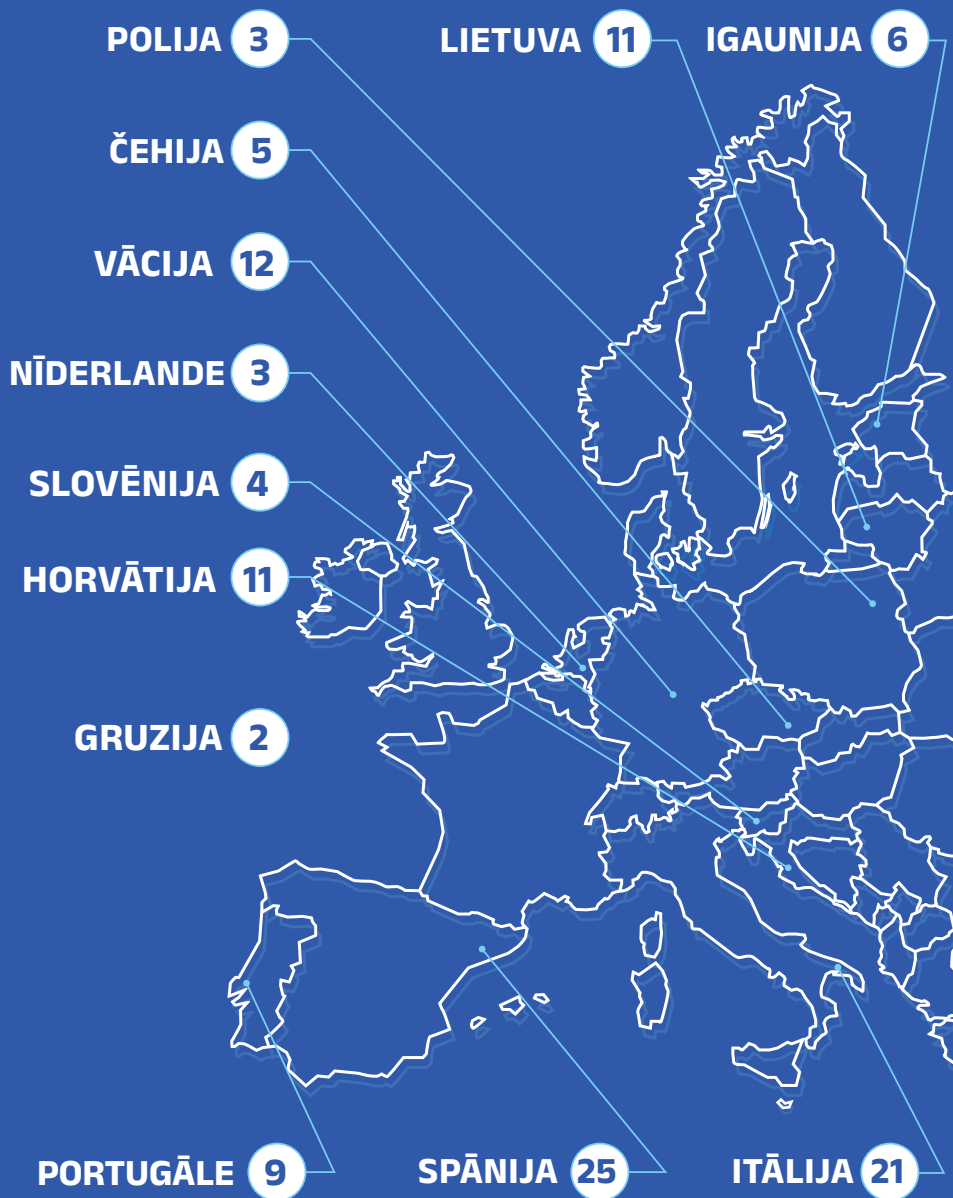 POLIJA 3
LIETUVA 11
IGAUNIJA 6
ČEHIJA 5
VĀCIJA 12
NĪDERLANDE 3
SLOVĒNIJA 4
HORVĀTIJA 11
GRUZIJA 2
PORTUGĀLE 9
SPĀNIJA 25
ITĀLIJA 21